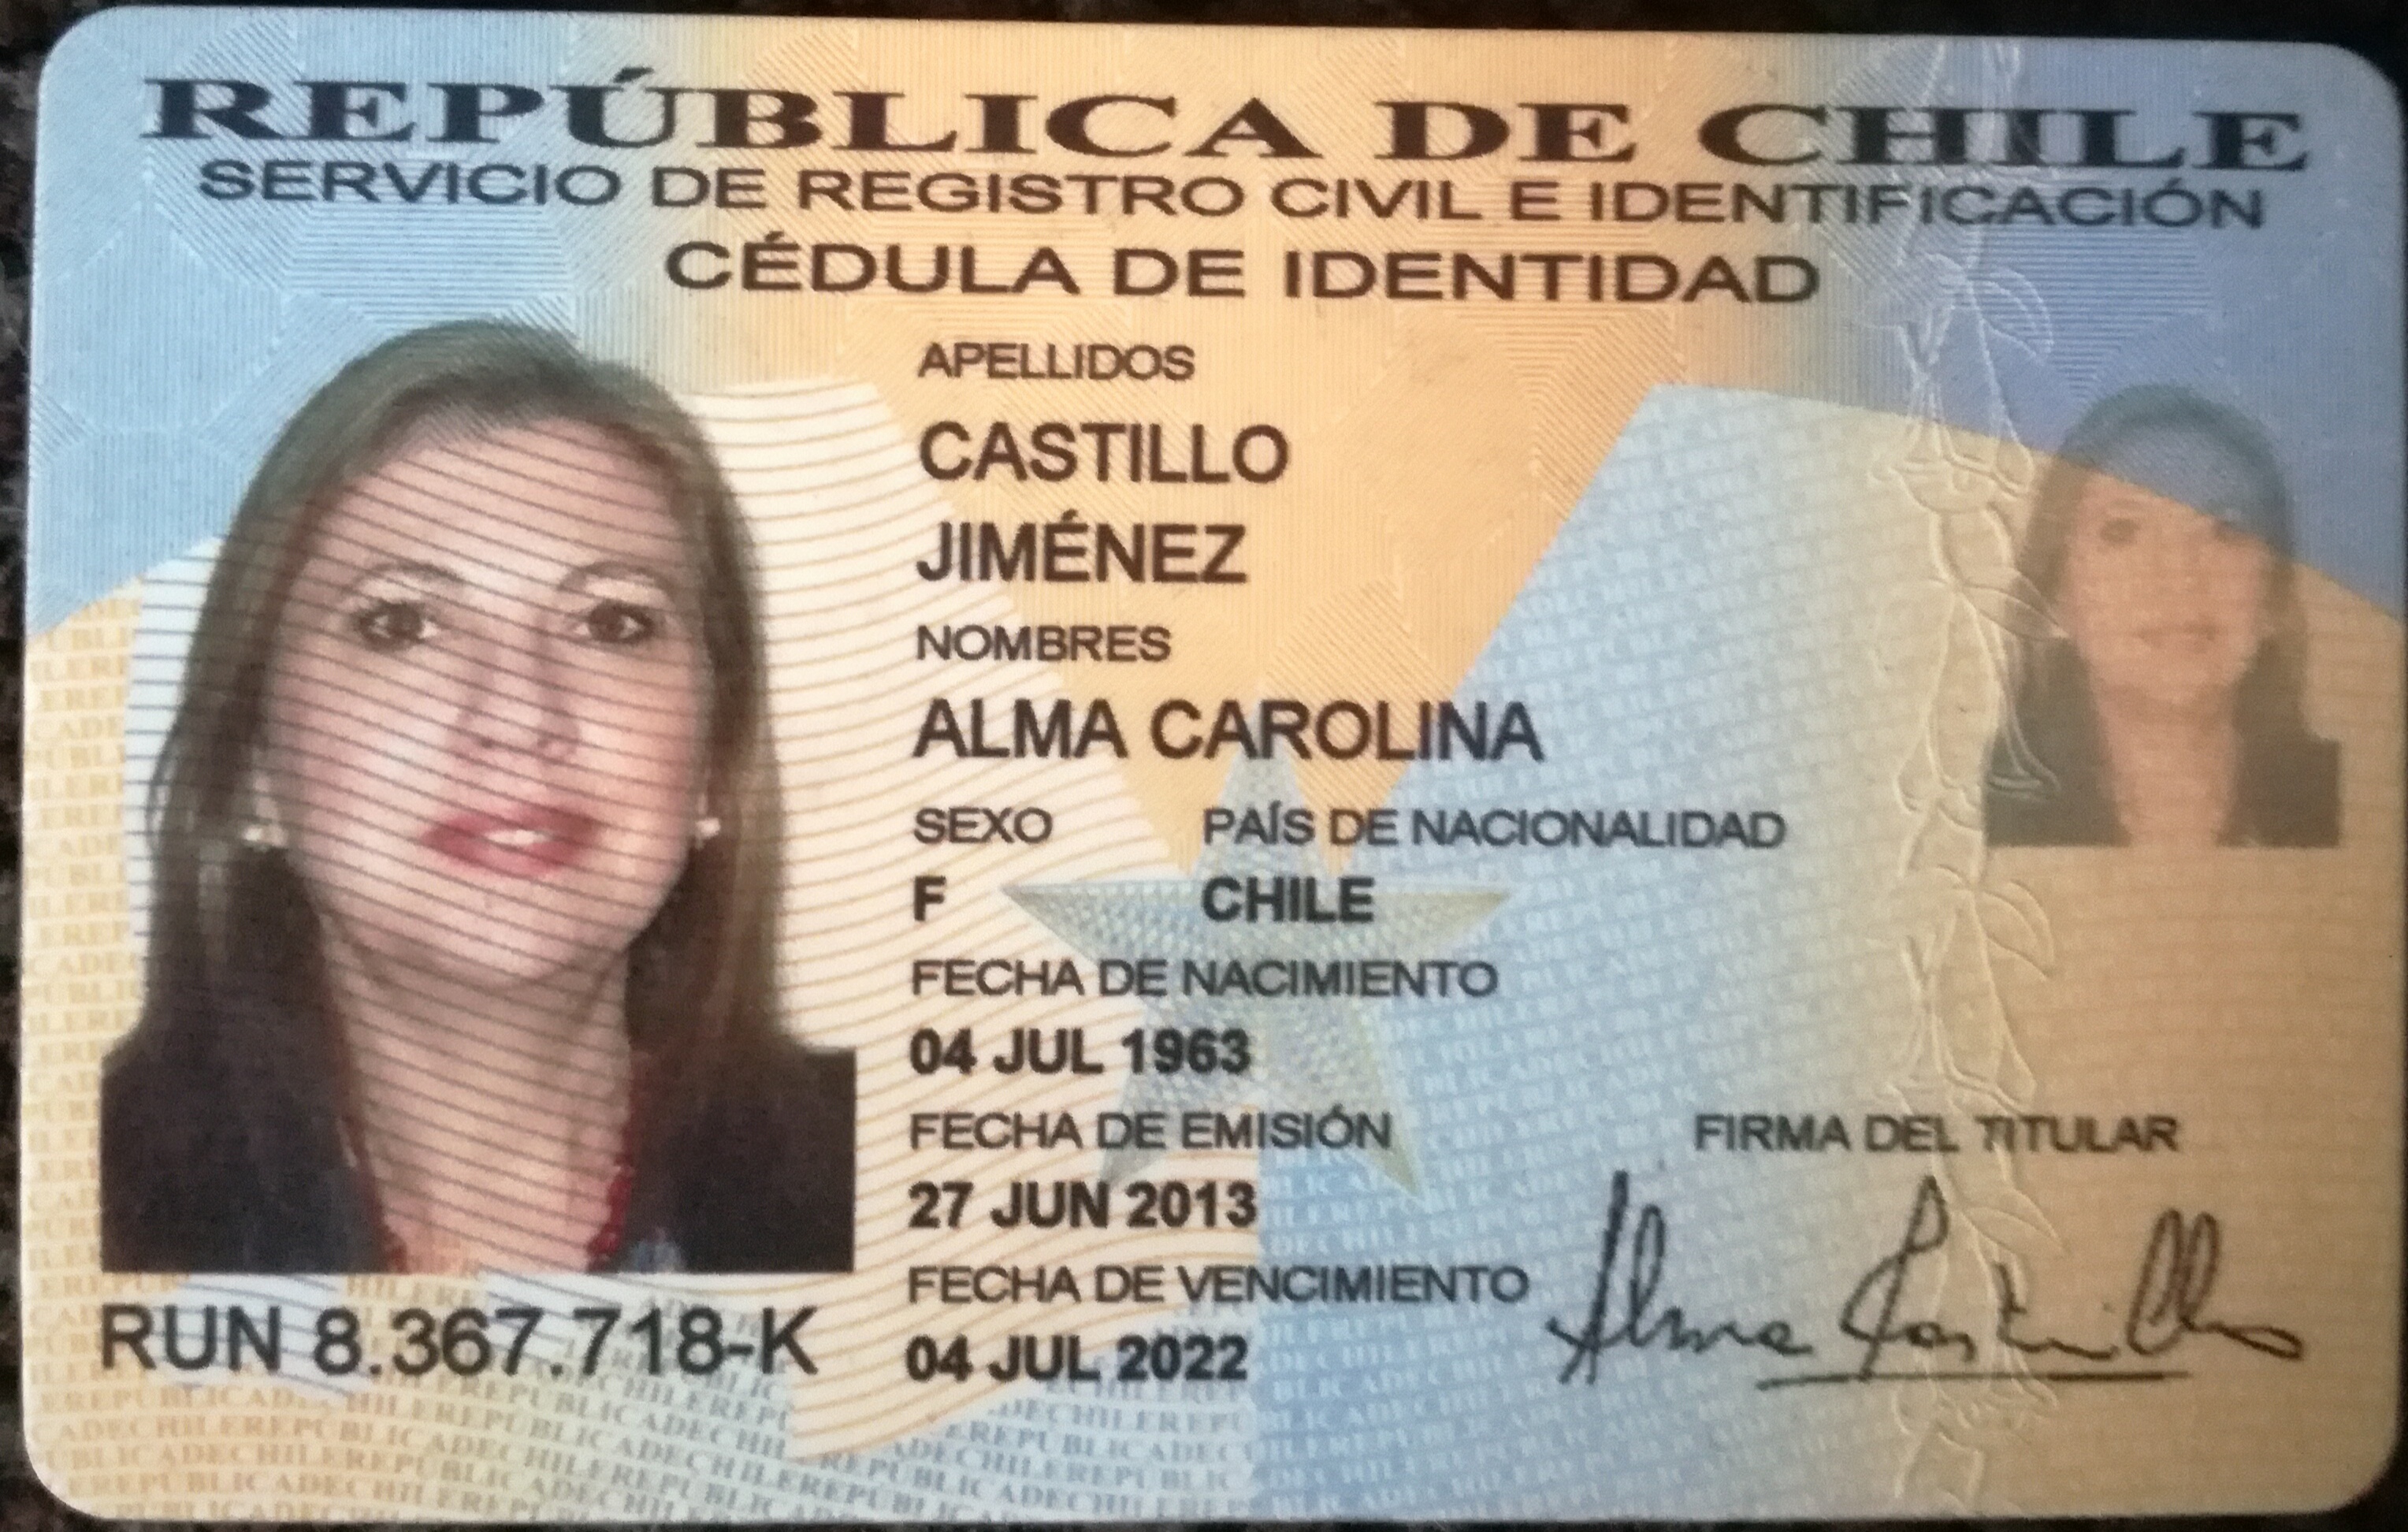 REPÚBLICA DE CHILE
SERVICIO DE REGISTRO CIVIL E IDENTIFICACIÓN
CÉDULA DE IDENTIDAD
APELLIDOS
CASTILLO
JIMÉNEZ
NOMBRES
ALMA CAROLINA
SEXO PAÍS DE NACIONALIDAD
F CHILE
FECHA DE NACIMIENTO
04 JUL 1963
FECHA DE EMISIÓN
27 JUN 2013
FECHA DE VENCIMIENTO
04 JUL 2022
FIRMA DEL TITULAR
Alma Castillo
RUN 8.367.718-K